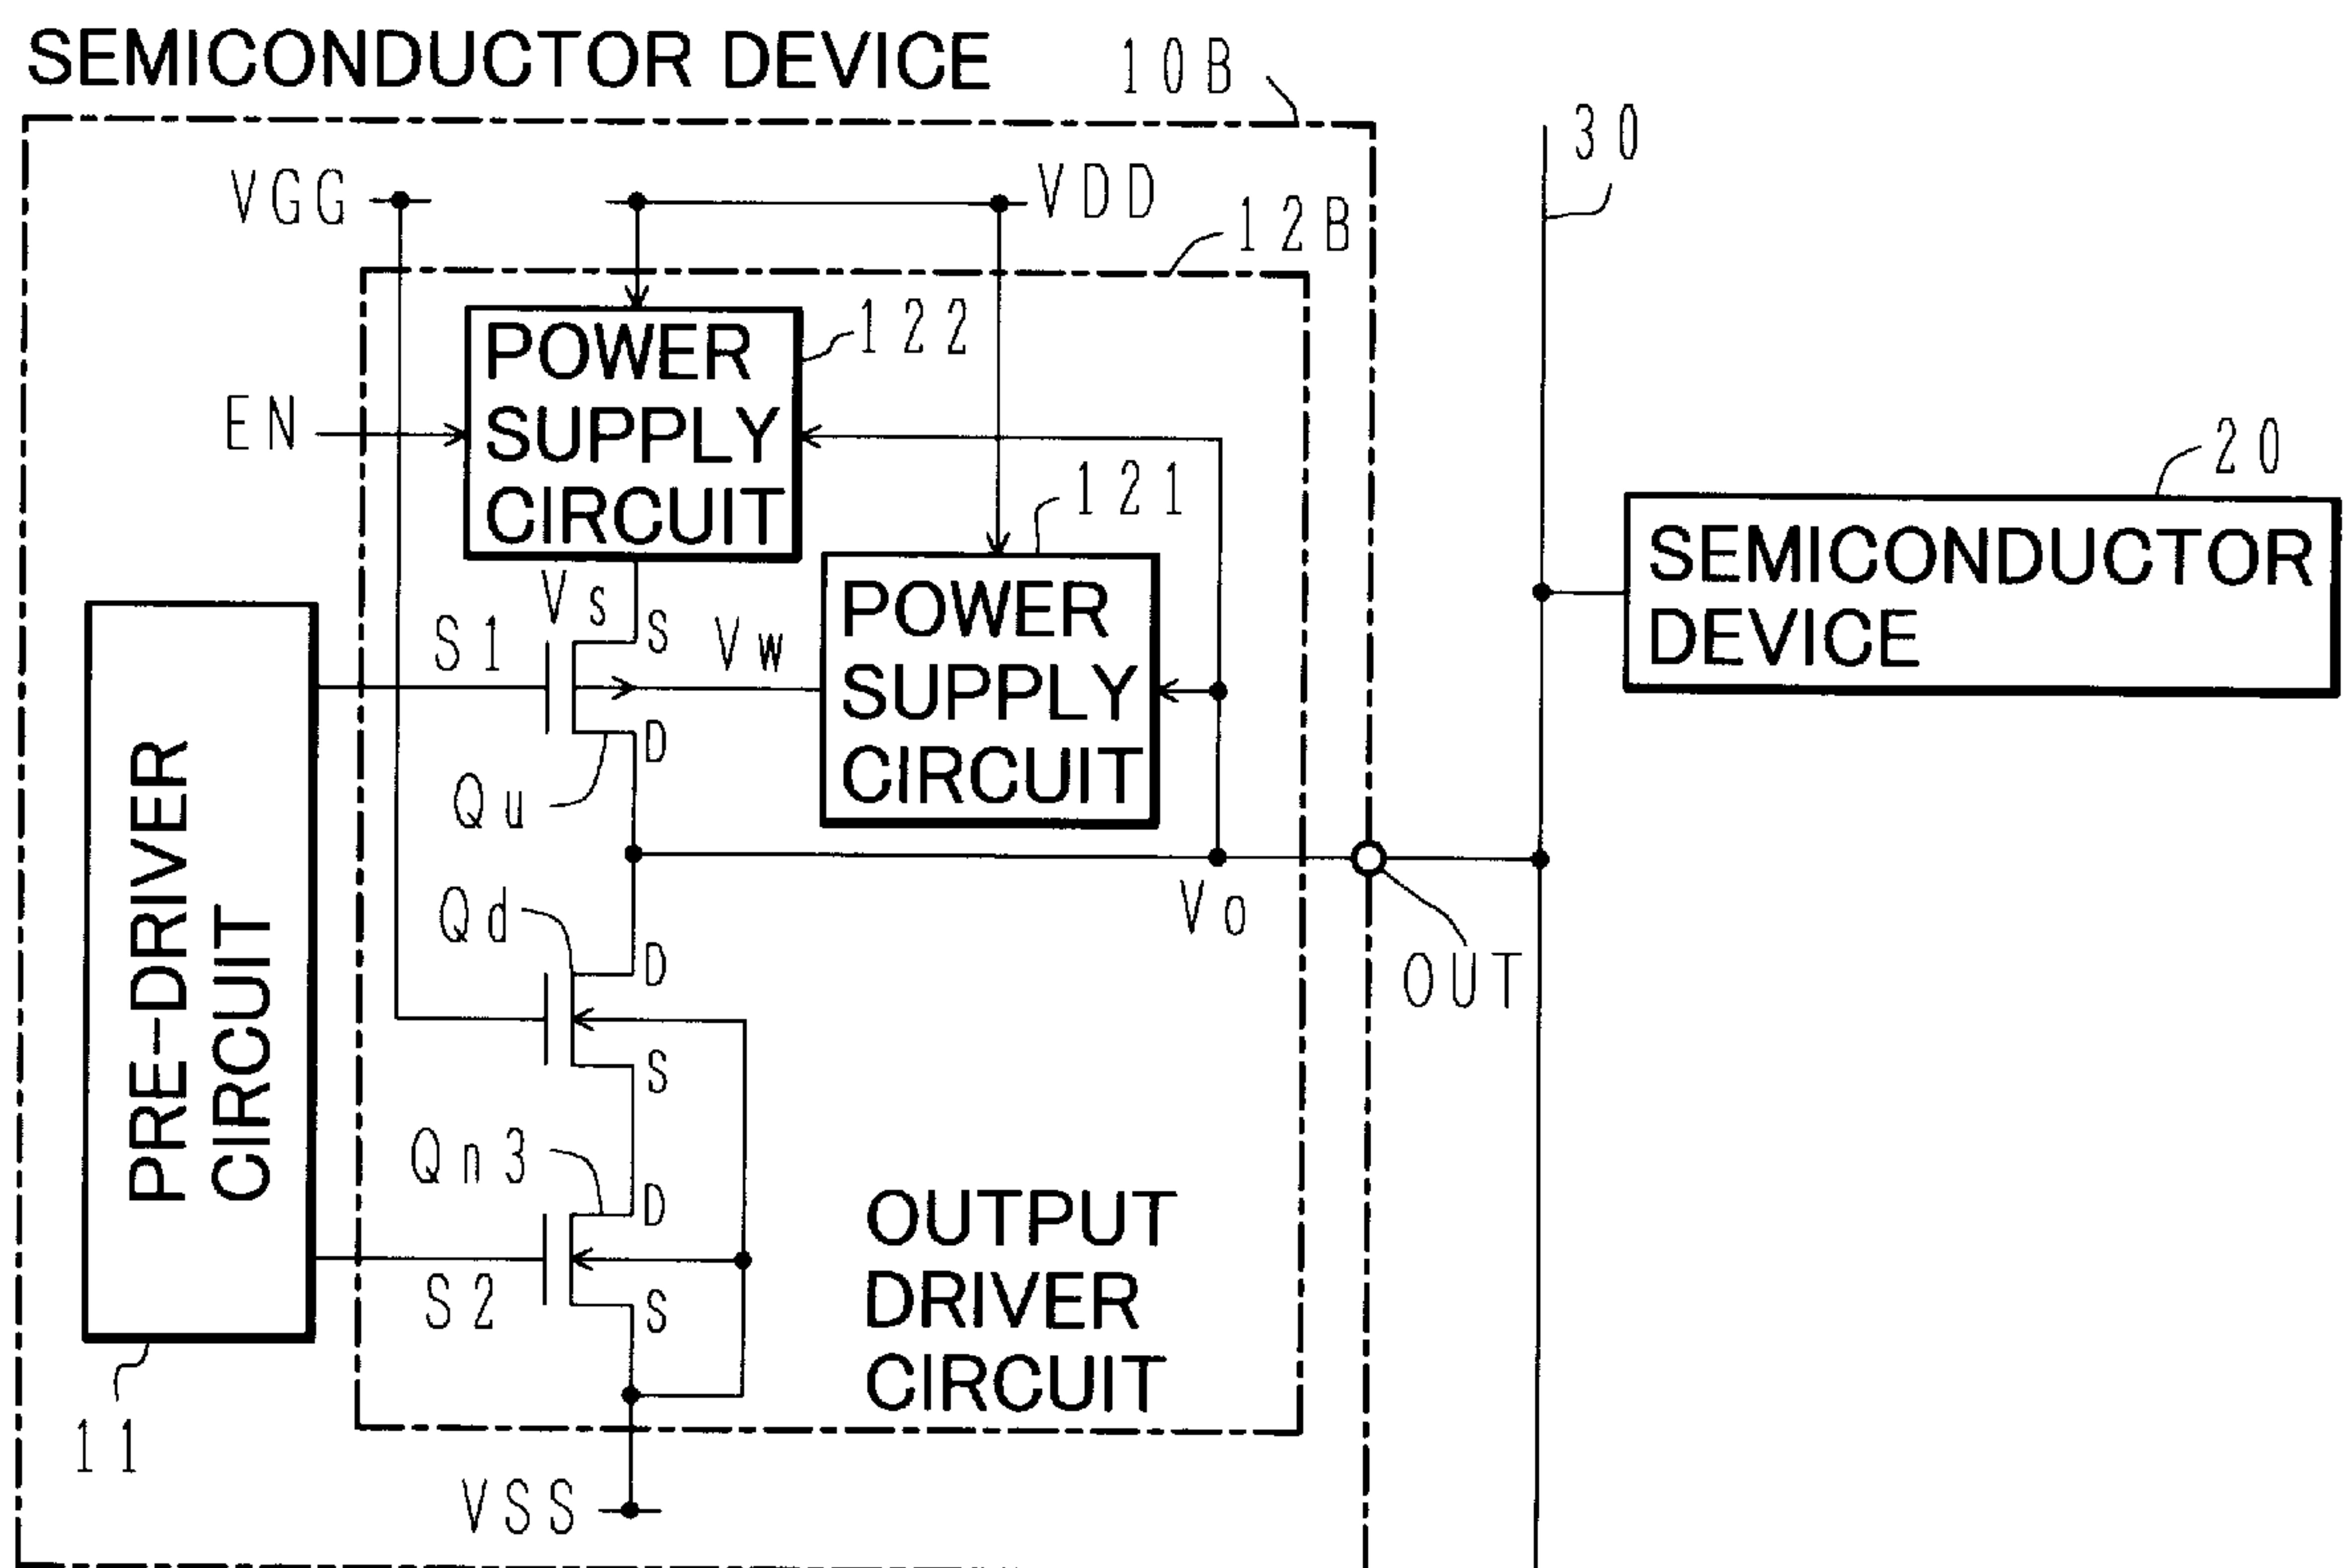 SEMICONDUCTOR DEVICE
10B
30
VGG
VDD
12B
122
POWER
SUPPLY
CIRCUIT
EN
121
20
SEMICONDUCTOR
DEVICE
Vs
S
S1
Vw
POWER
SUPPLY
CIRCUIT
D
Qu
PRE-DRIVER
CIRCUIT
Qd
Vo
D
OUT
S
Qn3
D
S2
S
OUTPUT
DRIVER
CIRCUIT
11
VSS